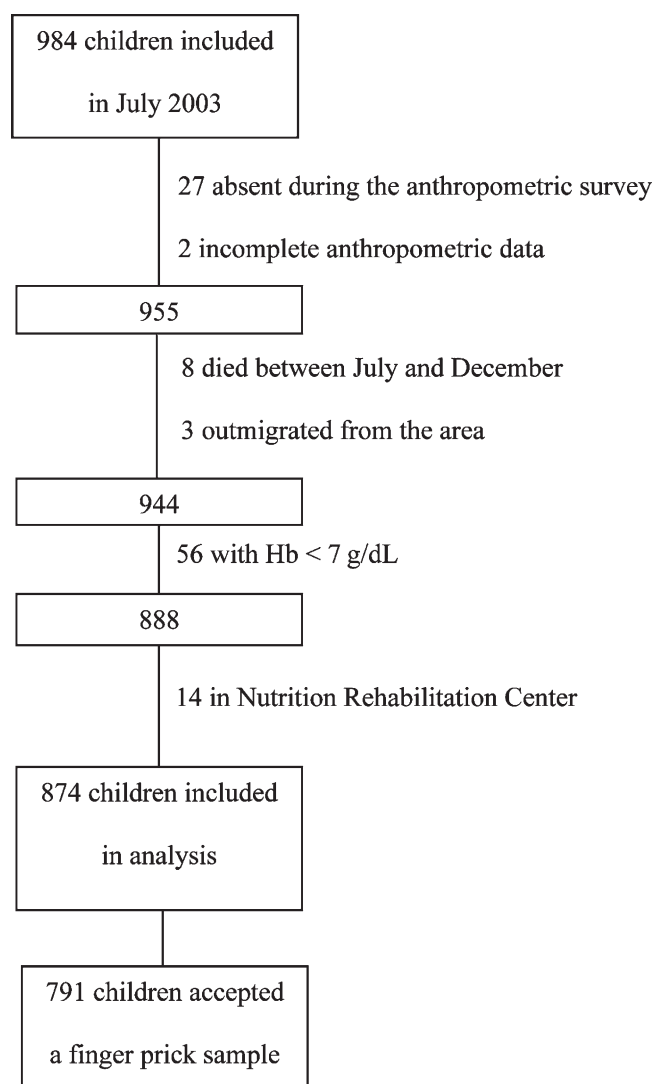 984 children included
in July 2003
27 absent during the anthropometric survey
2 incomplete anthropometric data
955
8 died between July and December
3 outmigrated from the area
944
56 with Hb < 7 g/dL
888
14 in Nutrition Rehabilitation Center
874 children included
in analysis
791 children accepted
a finger prick sample